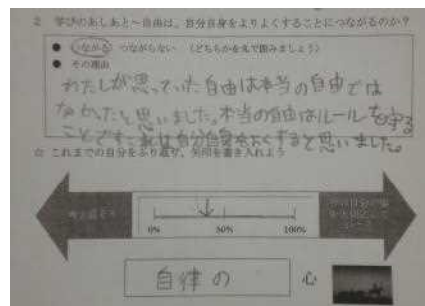 2 学びのあしあと～自由は、自分自身をよりよくすることにつながるのか？
● つながる つながらない （どちらかを丸で囲みましょう）
● その理由
わたしが思っていた自由は本当の自由では
なかったと思いました。本当の自由はルールを守る
ことです。これは自分自身をよくすると思いました。
☆ これまでの自分をふり返り、矢印を書き入れよう
0% 50% 100%
自律の 心